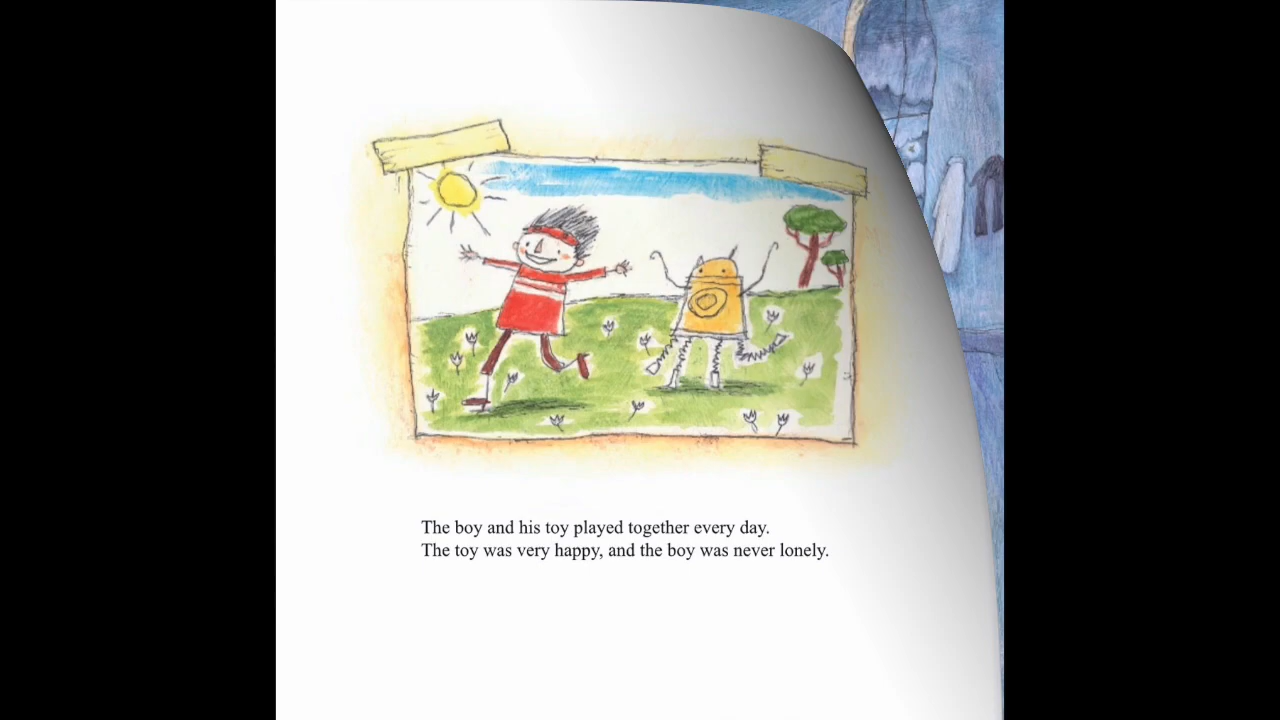 The boy and his toy played together every day.
The toy was very happy, and the boy was never lonely.